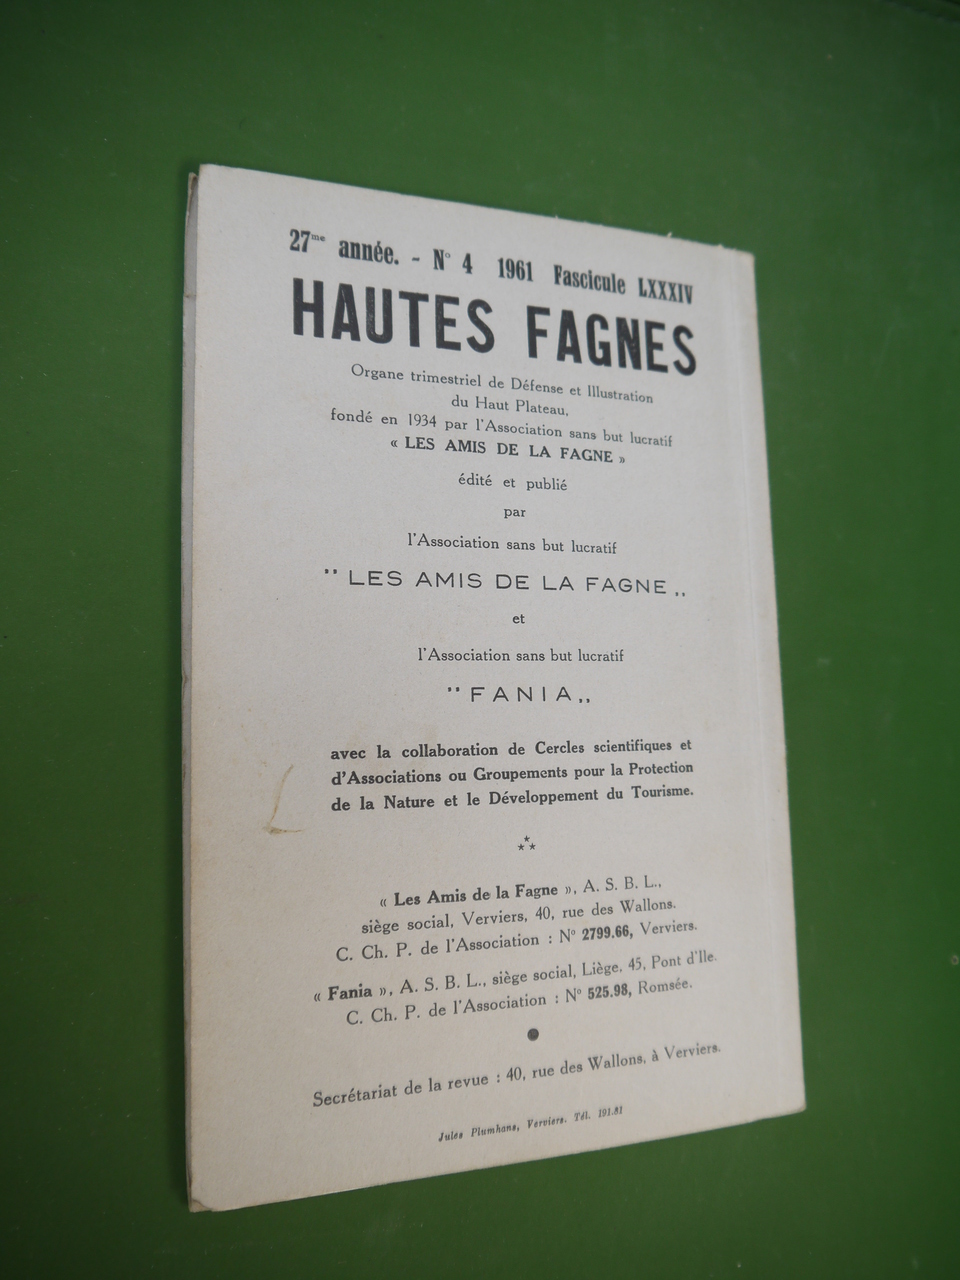 27me année. - N° 4 1961 Fascicule LXXXIV
HAUTES FAGNES
Organe trimestriel de Défense et Illustration
du Haut Plateau,
fondé en 1934 par l'Association sans but lucratif
« LES AMIS DE LA FAGNE »
édité et publié
par
l'Association sans but lucratif
" LES AMIS DE LA FAGNE „
et
l'Association sans but lucratif
" FANIA „
avec la collaboration de Cercles scientifiques et
d'Associations ou Groupements pour la Protection
de la Nature et le Développement du Tourisme.
« Les Amis de la Fagne », A. S. B. L.,
siège social, Verviers, 40, rue des Wallons.
C. Ch. P. de l'Association : N° 2799.66, Verviers.
« Fania », A. S. B. L., siège social, Liège, 45, Pont d'Ile.
C. Ch. P. de l'Association : N° 525.98, Romsée.
Secrétariat de la revue : 40, rue des Wallons, à Verviers.
Jules Plumhans, Verviers. Tél. 191.81